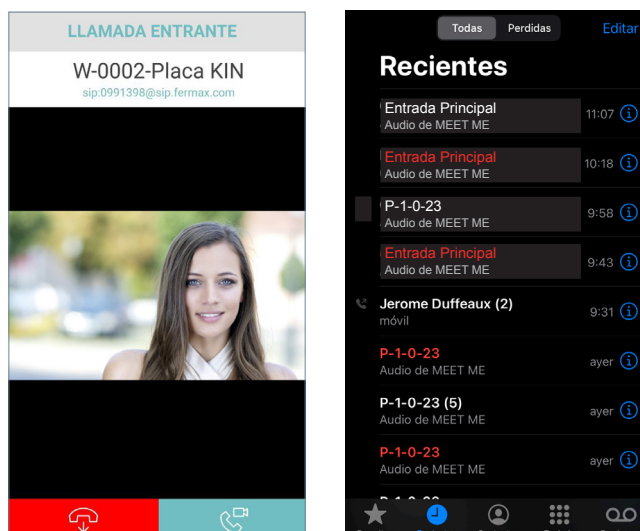 LLAMADA ENTRANTE
W-0002-Placa KIN
sip:0991398@sip.fermax.com
Todas Perdidas Editar
Recientes
Entrada Principal
Audio de MEET ME
11:07
Entrada Principal
Audio de MEET ME
10:18
P-1-0-23
Audio de MEET ME
9:58
Entrada Principal
Audio de MEET ME
9:43
Jerome Duffeaux (2)
móvil
9:31
P-1-0-23
Audio de MEET ME
ayer
P-1-0-23 (5)
Audio de MEET ME
ayer
P-1-0-23
Audio de MEET ME
ayer